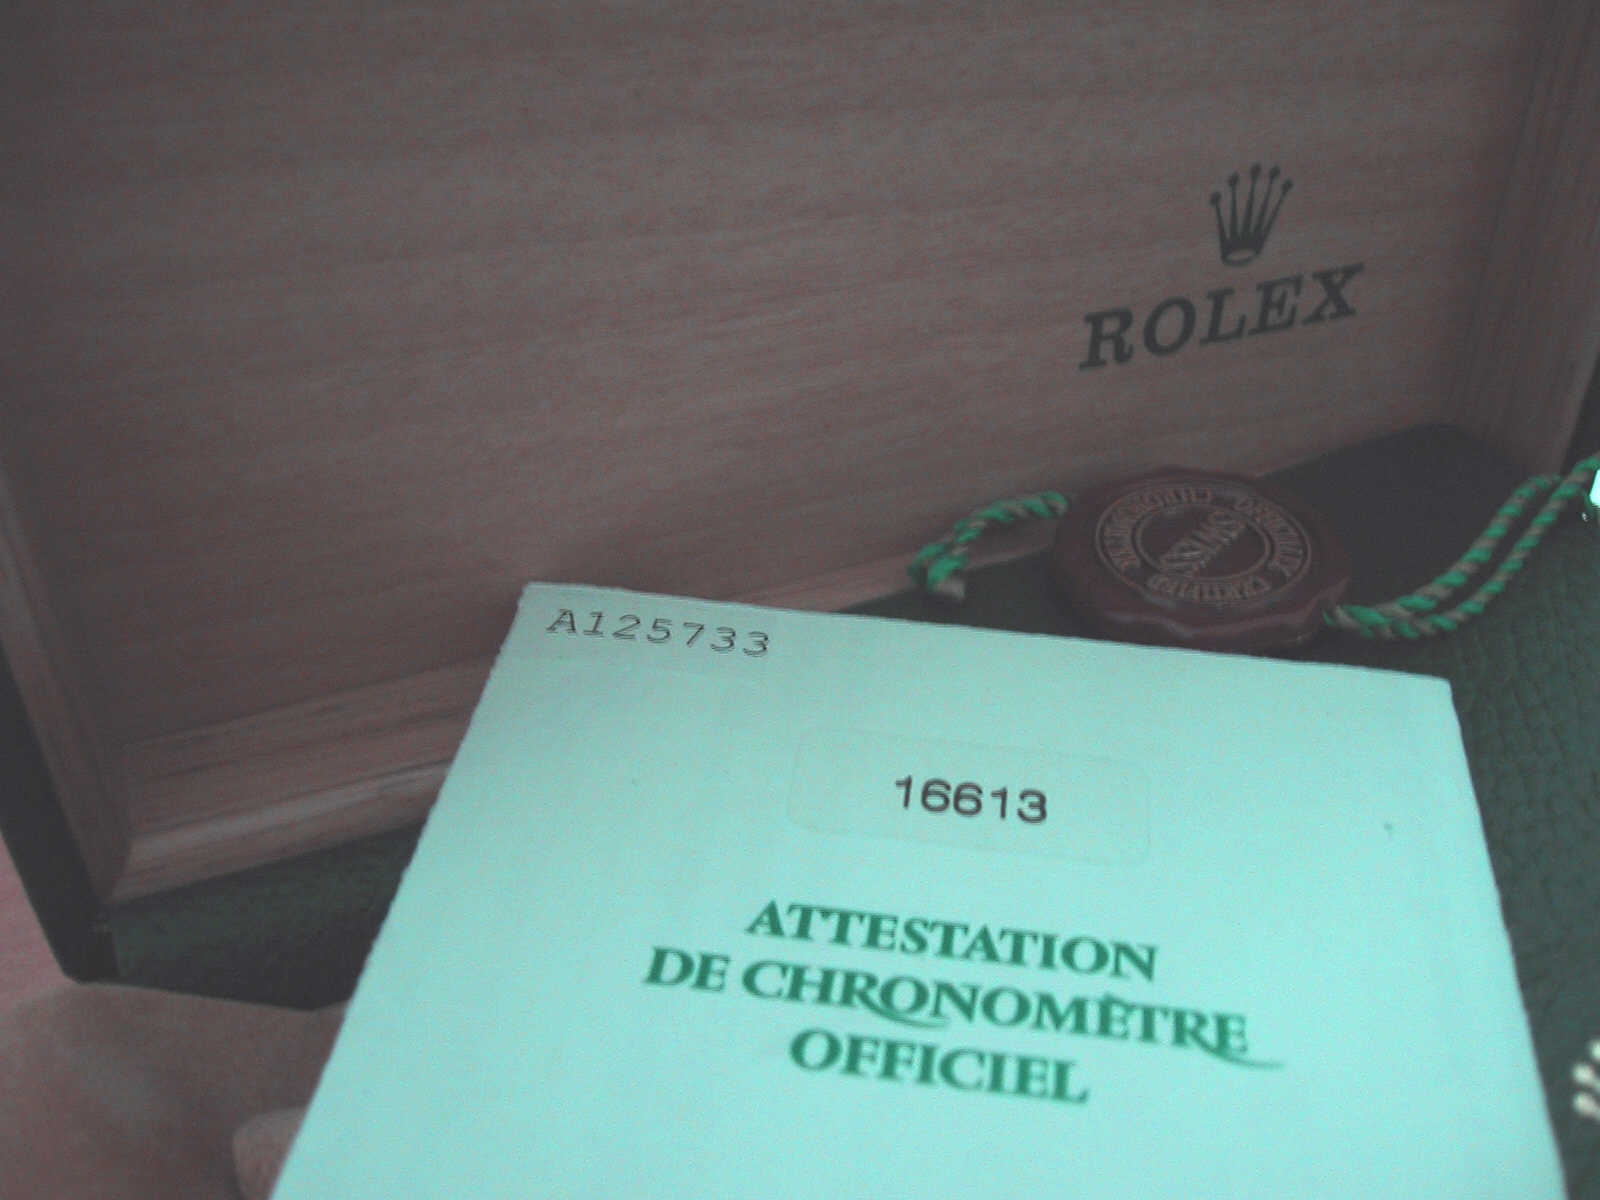 ROLEX
A125733
16613
ATTESTATION
DE CHRONOMÈTRE
OFFICIEL